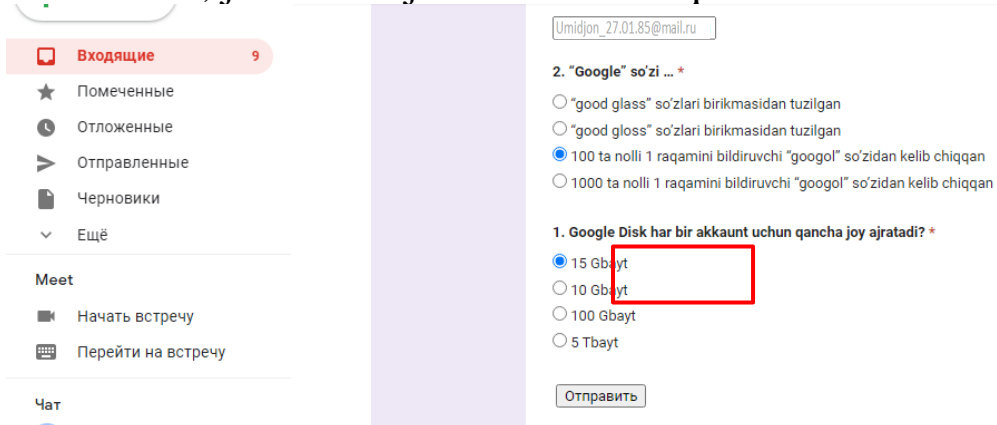 Входящие 9
Помеченные
Отложенные
Отправленные
Черновики
Ещё
Meet
Начать встречу
Перейти на встречу
Чат
Umidjon_27.01.85@mail.ru
2. “Google” so‘zi ... *
“good glass” so‘zlari birikmasidan tuzilgan
“good gloss” so‘zlari birikmasidan tuzilgan
100 ta nolli 1 raqamini bildiruvchi “googol” so‘zidan kelib chiqqan
1000 ta nolli 1 raqamini bildiruvchi “googol” so‘zidan kelib chiqqan
1. Google Disk har bir akkaunt uchun qancha joy ajratadi? *
15 Gbayt
10 Gbayt
100 Gbayt
5 Tbayt
Отправить